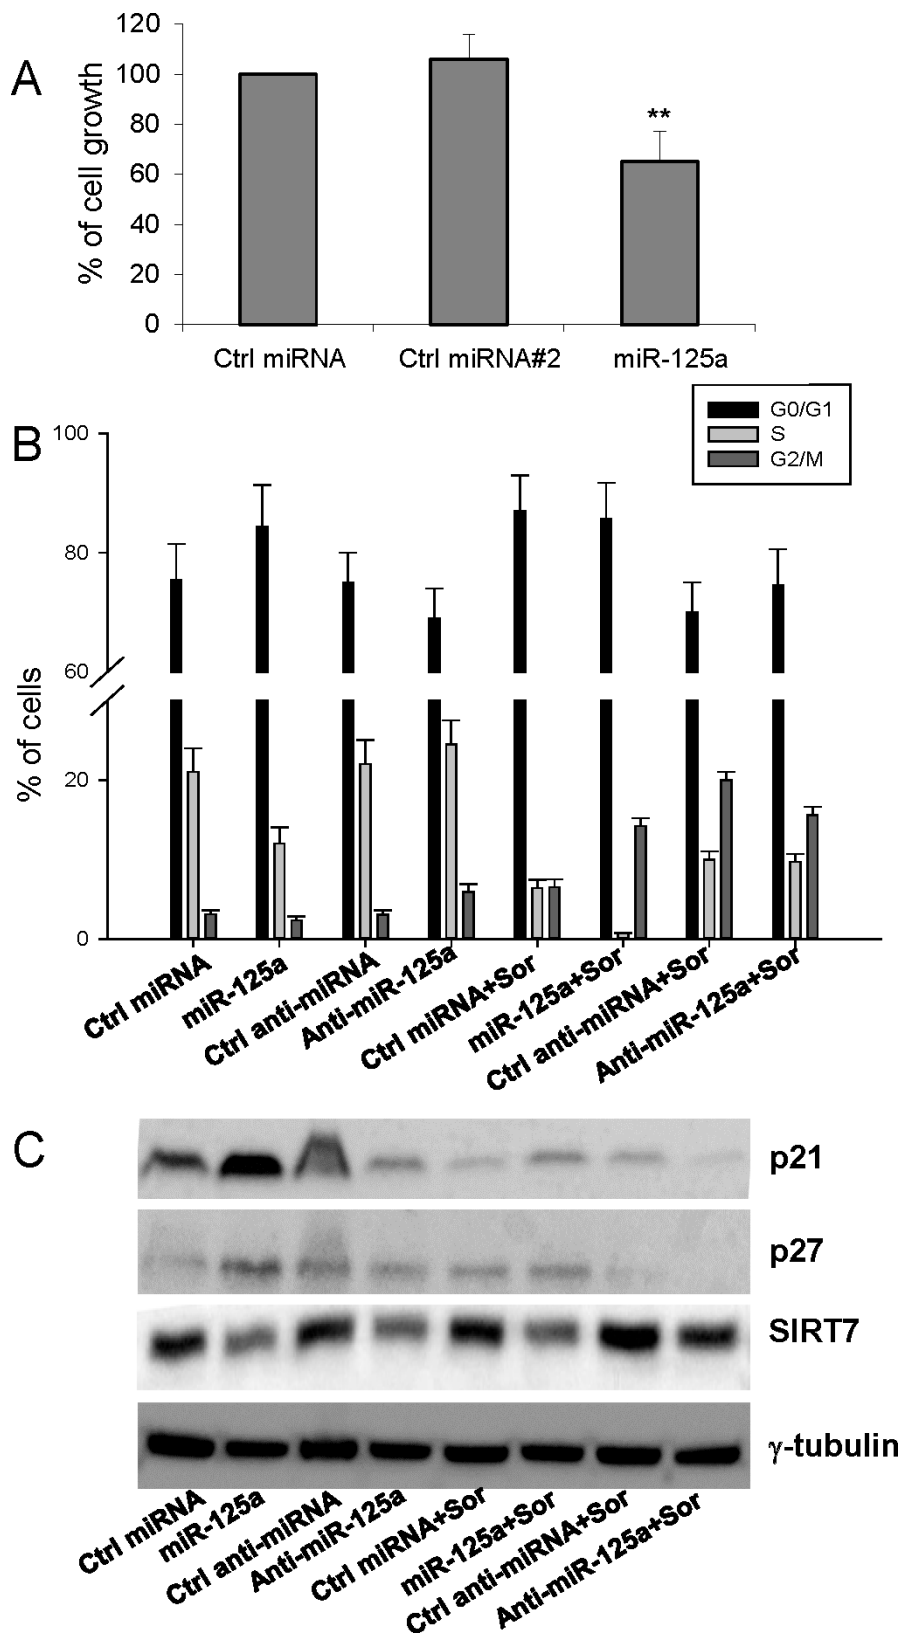 A
% of cell growth
120
100
80
60
40
20
0
**
Ctrl miRNA
Ctrl miRNA#2
miR-125a
B
G0/G1
S
G2/M
% of cells
100
80
60
20
0
Ctrl miRNA
miR-125a
Ctrl anti-miRNA
Anti-miR-125a
Ctrl miRNA+Sor
miR-125a+Sor
Ctrl anti-miRNA+Sor
Anti-miR-125a+Sor
C
p21
p27
SIRT7
γ-tubulin
Ctrl miRNA
miR-125a
Ctrl anti-miRNA
Anti-miR-125a
Ctrl miRNA+Sor
miR-125a+Sor
Ctrl anti-miRNA+Sor
Anti-miR-125a+Sor